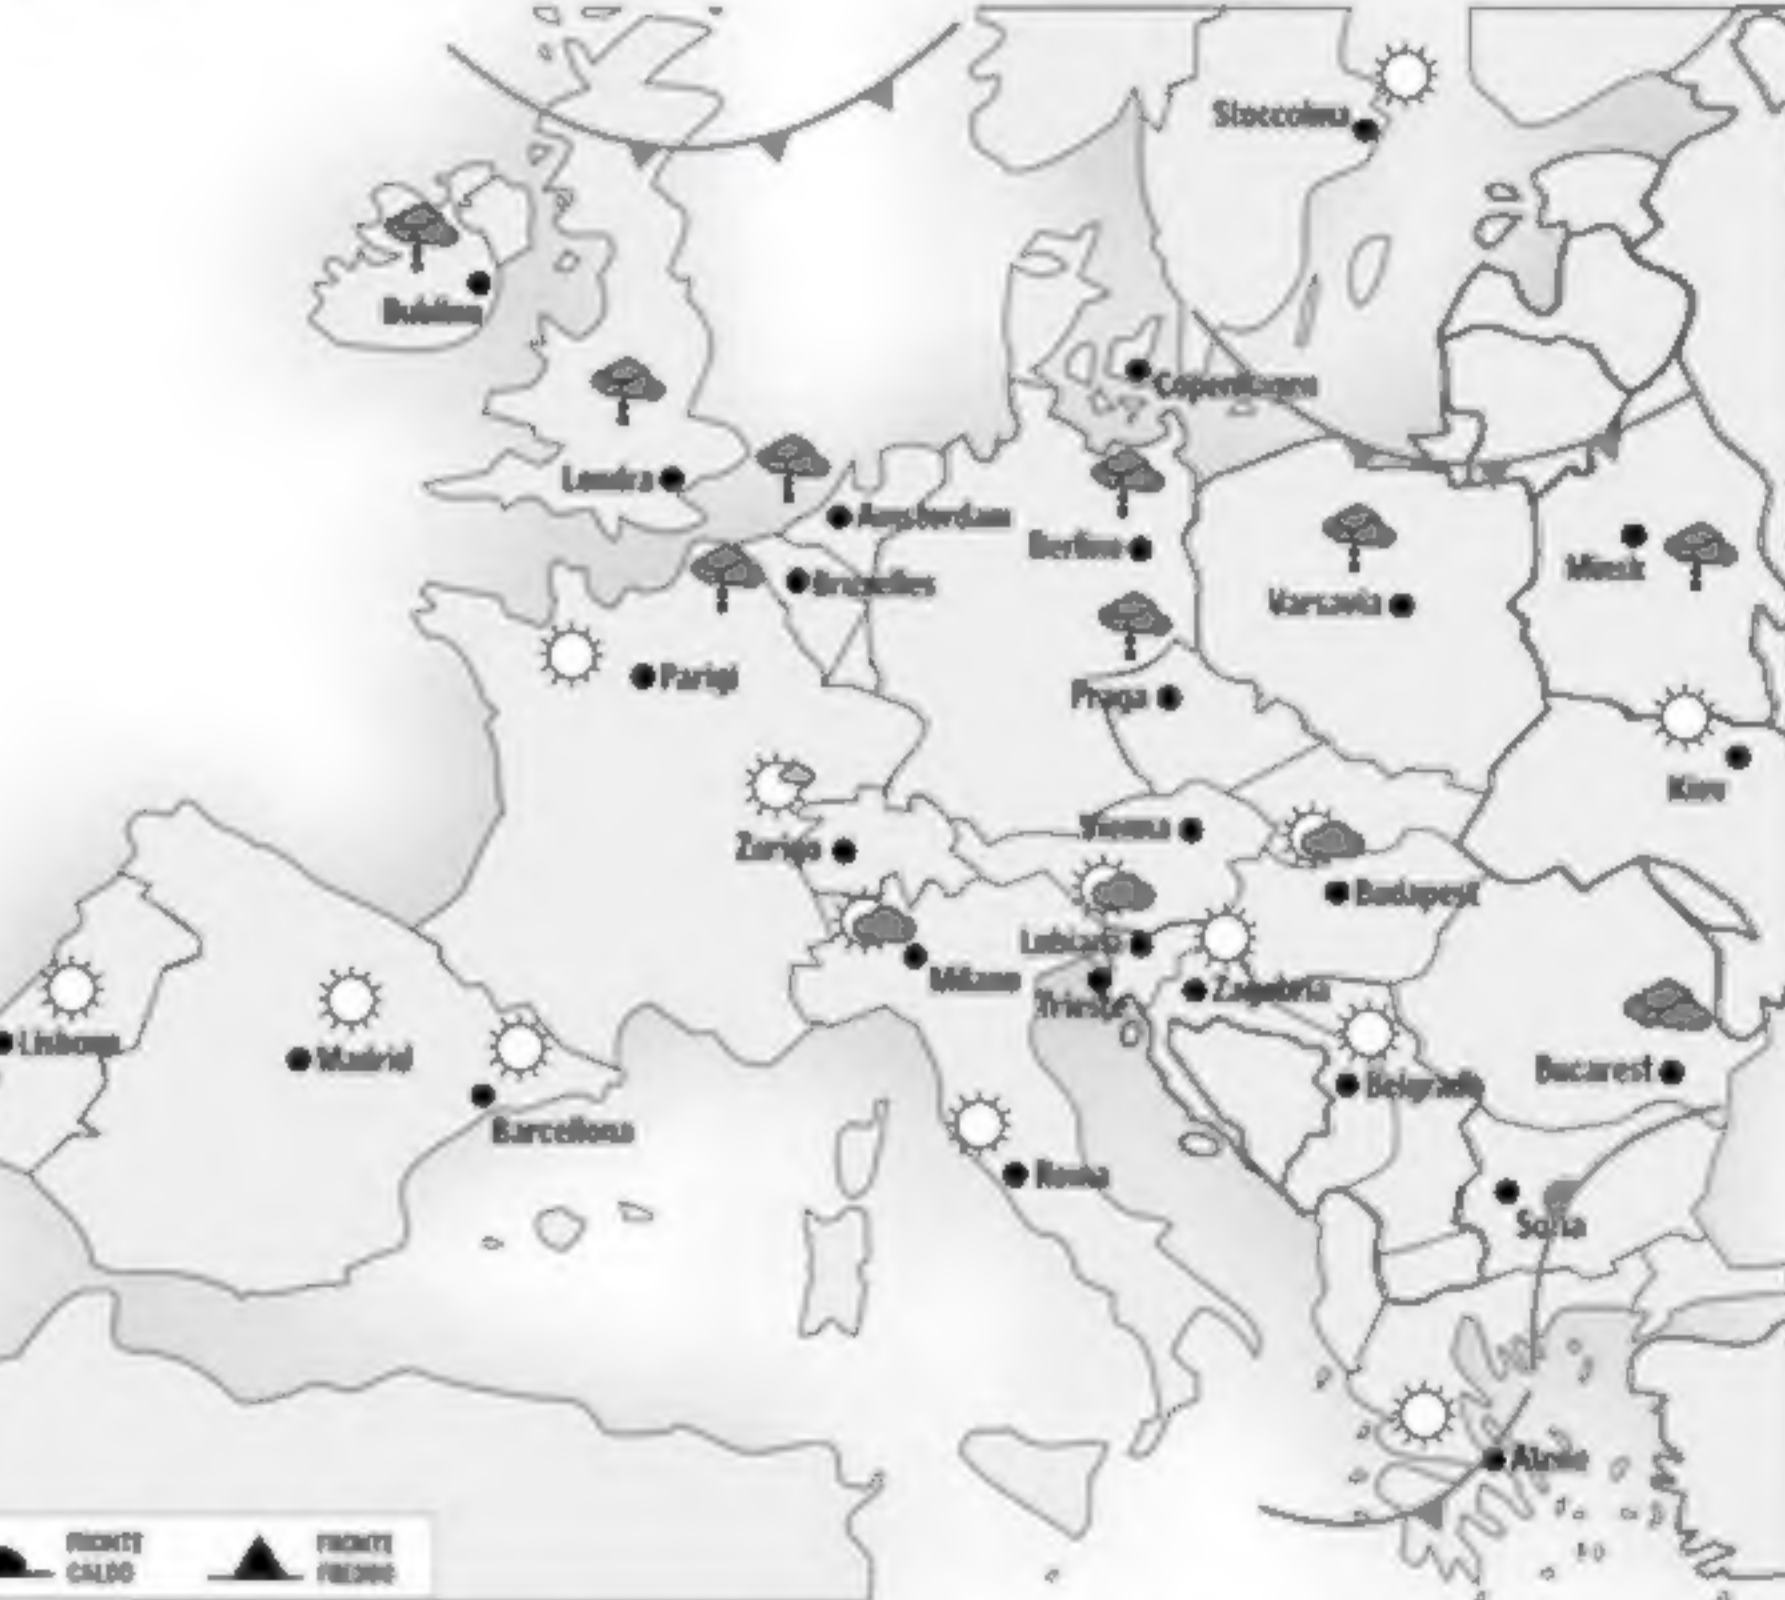 Stoccolma
Dublino
Copenhagen
Londra
Amsterdam
Berlino
Minsk
Bruxelles
Varsavia
Parigi
Praga
Kiev
Vienna
Zurigo
Budapest
Lubiana
Milano
Zagabria
Trieste
Lisbona
Madrid
Belgrado
Bucarest
Barcellona
Roma
Sofia
Atene
FRONTE
CALDO
FRONTE
FREDDO